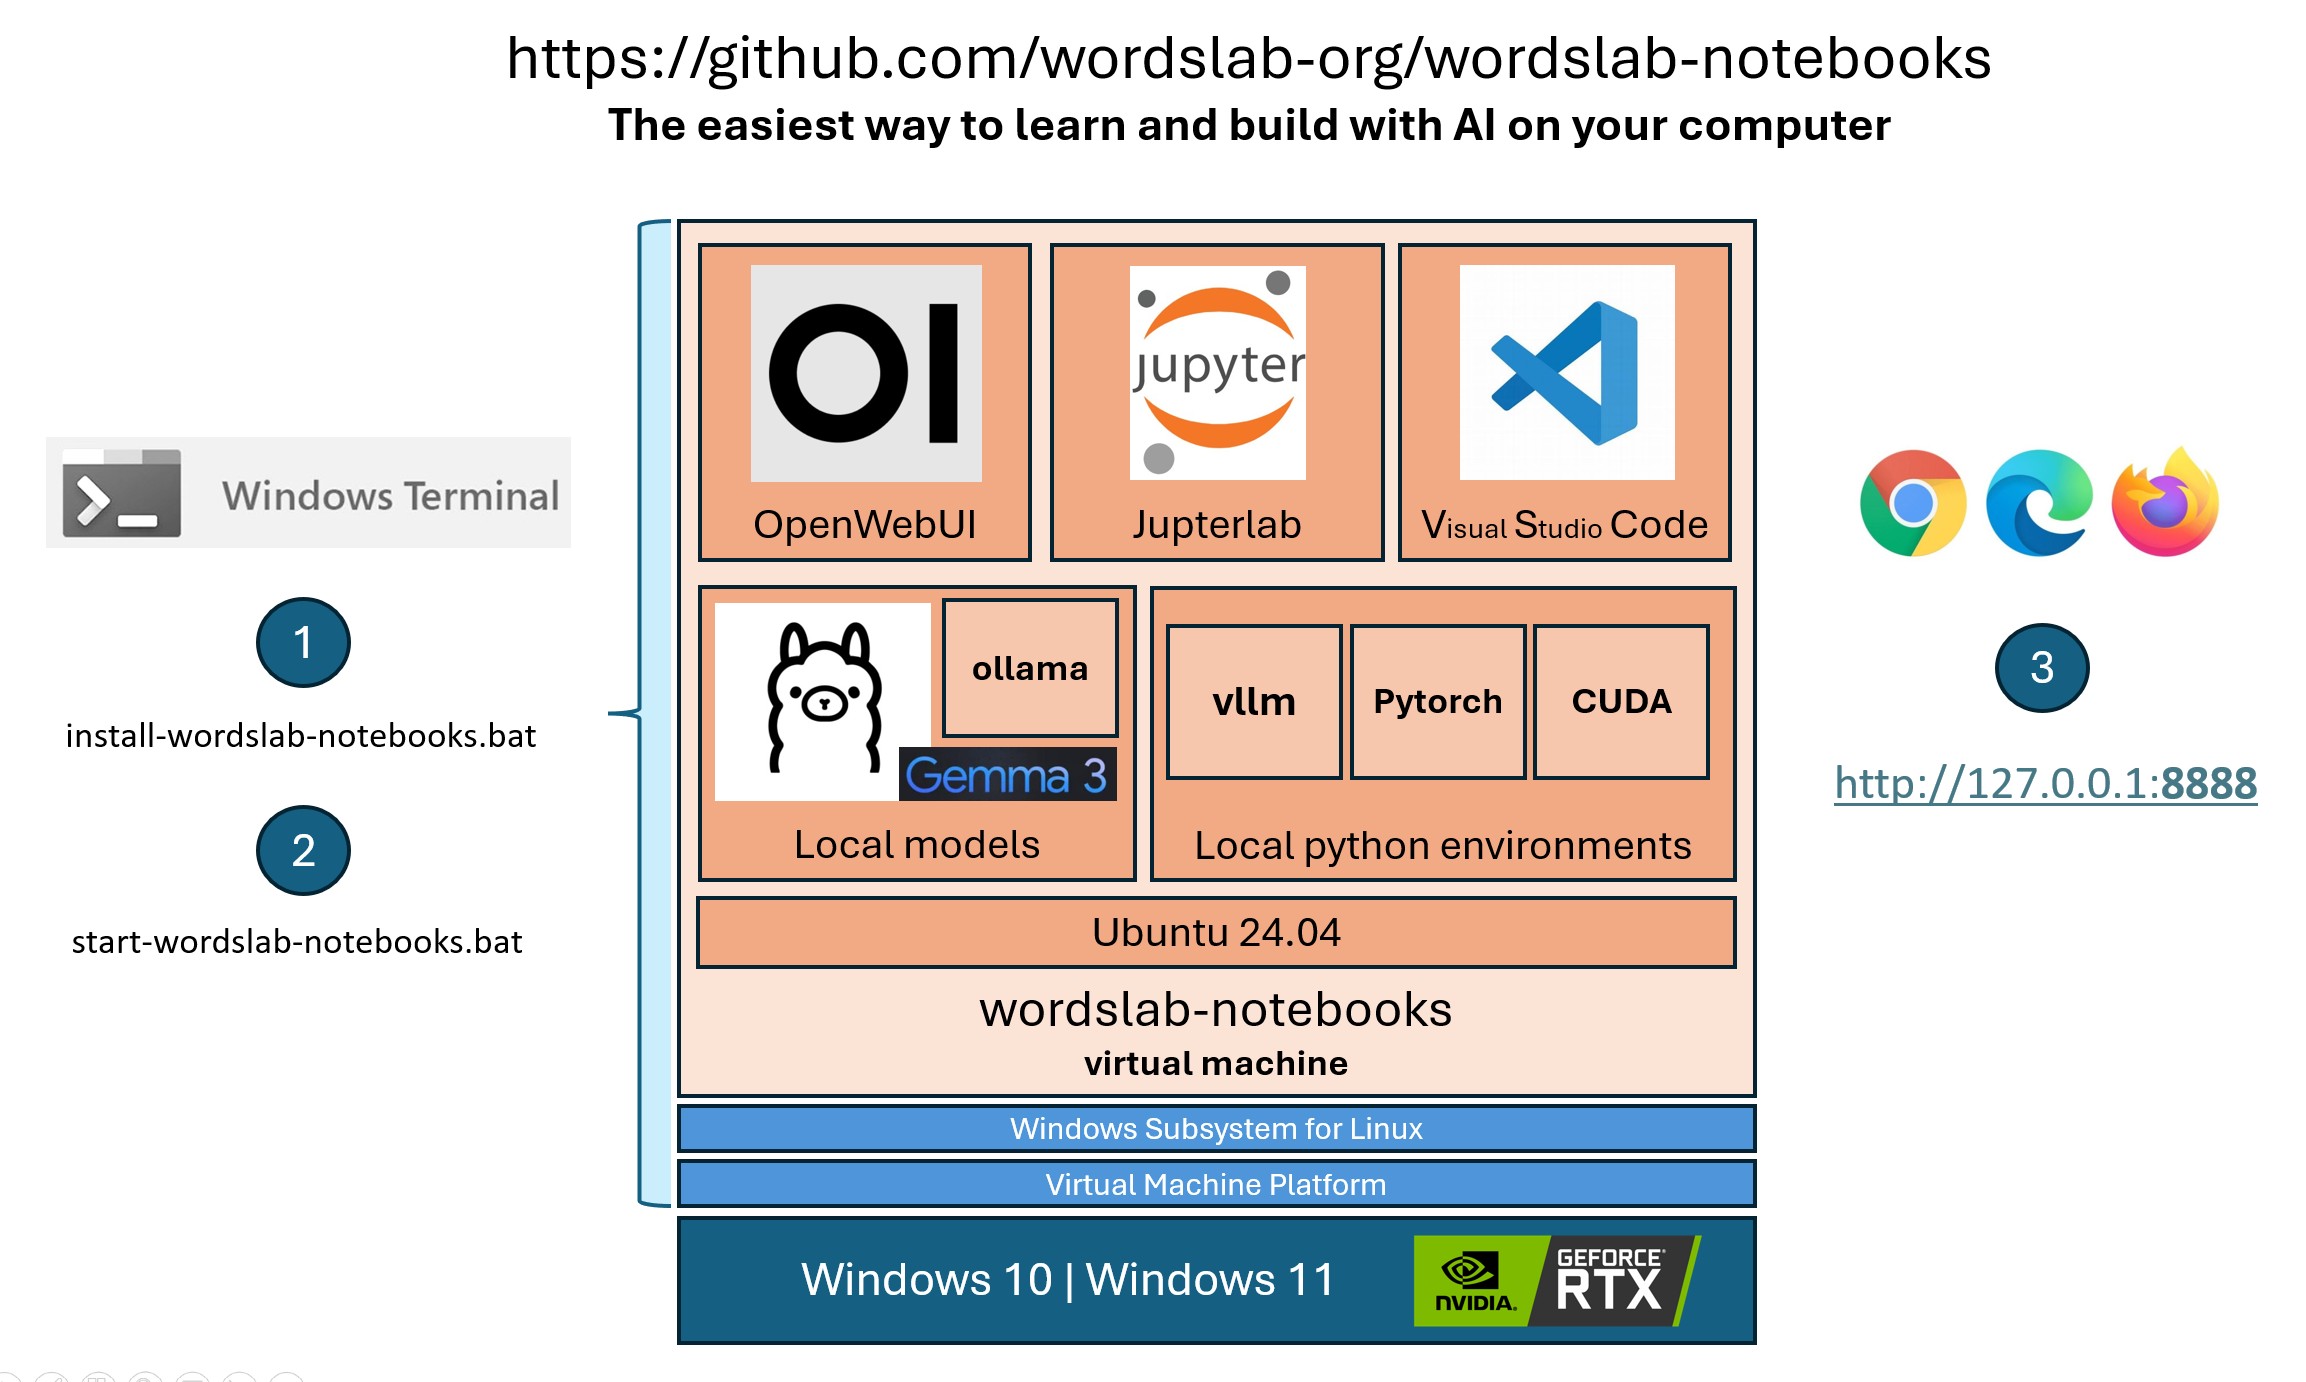 https://github.com/wordslab-org/wordslab-notebooks
The easiest way to learn and build with AI on your computer
Windows Terminal
1
install-wordslab-notebooks.bat
2
start-wordslab-notebooks.bat
OI
OpenWebUI
jupyter
Jupterlab
Visual Studio Code
ollama
Gemma 3
Local models
vllm
Pytorch
CUDA
Local python environments
Ubuntu 24.04
wordslab-notebooks
virtual machine
Windows Subsystem for Linux
Virtual Machine Platform
Windows 10 | Windows 11
NVIDIA.
GEFORCE
RTX
3
http://127.0.0.1:8888